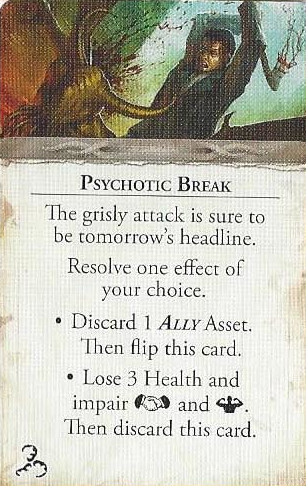 PSYCHOTIC BREAK
The grisly attack is sure to
be tomorrow's headline.
Resolve one effect of
your choice.
• Discard 1 ALLY Asset.
Then flip this card.
• Lose 3 Health and
impair and .
Then discard this card.